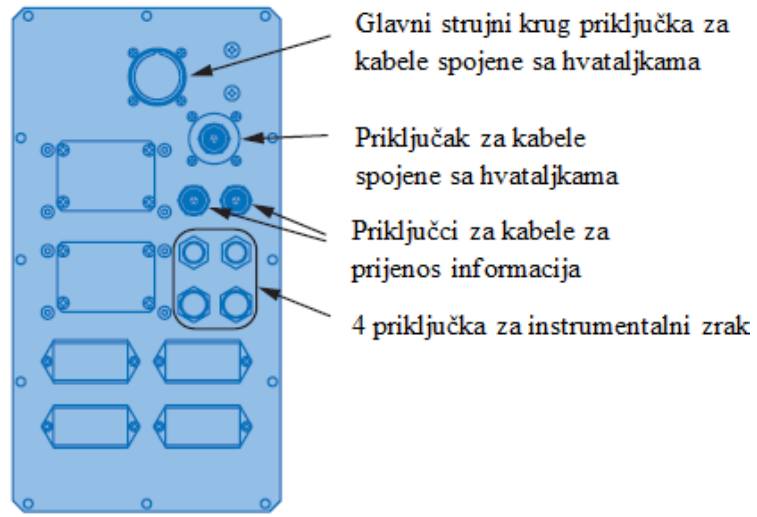 Glavni strujni krug priključka za
kabele spojene sa hvataljkama
Priključak za kabele
spojene sa hvataljkama
Priključci za kabele za
prijenos informacija
4 priključka za instrumentalni zrak